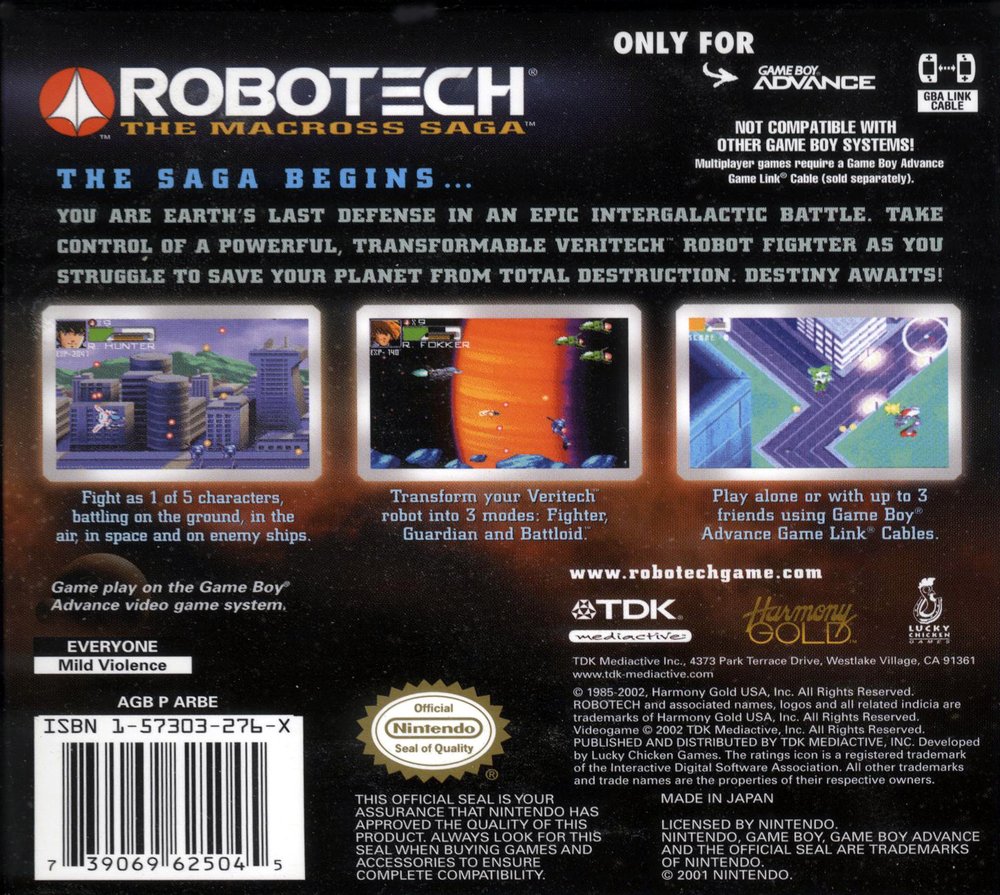 ROBOTECH®
THE MACROSS SAGA™
™
ONLY FOR
GAME BOY
ADVANCE
GBA LINK
CABLE
NOT COMPATIBLE WITH
OTHER GAME BOY SYSTEMS!
Multiplayer games require a Game Boy Advance
Game Link® Cable (sold separately).
THE SAGA BEGINS...
YOU ARE EARTH'S LAST DEFENSE IN AN EPIC INTERGALACTIC BATTLE. TAKE
CONTROL OF A POWERFUL, TRANSFORMABLE VERITECH™ ROBOT FIGHTER AS YOU
STRUGGLE TO SAVE YOUR PLANET FROM TOTAL DESTRUCTION. DESTINY AWAITS!
R. HUNTER
R. FOKKER
SCORE 0
Fight as 1 of 5 characters,
battling on the ground, in the
air, in space and on enemy ships.
Transform your Veritech™
robot into 3 modes: Fighter,
Guardian and Battloid.™
Play alone or with up to 3
friends using Game Boy®
Advance Game Link® Cables.
Game play on the Game Boy®
Advance video game system.
www.robotechgame.com
TDK
mediactive
Harmony
GOLD
LUCKY
CHICKEN
GAMES
EVERYONE
Mild Violence
TDK Mediactive Inc., 4373 Park Terrace Drive, Westlake Village, CA 91361
www.tdk-mediactive.com
© 1985-2002, Harmony Gold USA, Inc. All Rights Reserved.
ROBOTECH and associated names, logos and all related indicia are
trademarks of Harmony Gold USA, Inc. All Rights Reserved.
Videogame © 2002 TDK Mediactive, Inc. All Rights Reserved.
PUBLISHED AND DISTRIBUTED BY TDK MEDIACTIVE, INC. Developed
by Lucky Chicken Games. The ratings icon is a registered trademark
of the Interactive Digital Software Association. All other trademarks
and trade names are the properties of their respective owners.
AGB P ARBE
ISBN 1-57303-276-X
7 39069 62504 5
Official
Nintendo
Seal of Quality
®
THIS OFFICIAL SEAL IS YOUR
ASSURANCE THAT NINTENDO HAS
APPROVED THE QUALITY OF THIS
PRODUCT. ALWAYS LOOK FOR THIS
SEAL WHEN BUYING GAMES AND
ACCESSORIES TO ENSURE
COMPLETE COMPATIBILITY.
MADE IN JAPAN
LICENSED BY NINTENDO.
NINTENDO, GAME BOY, GAME BOY ADVANCE
AND THE OFFICIAL SEAL ARE TRADEMARKS
OF NINTENDO.
© 2001 NINTENDO.